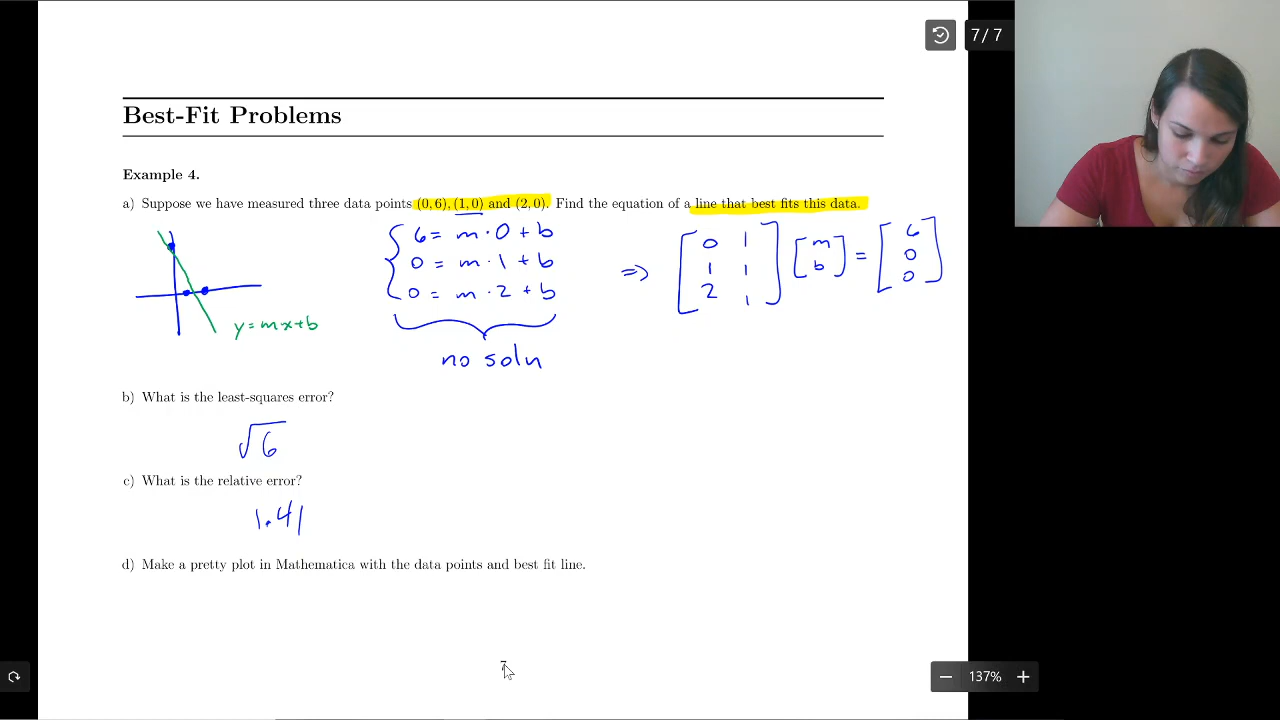 7/7
Best-Fit Problems
Example 4.
a) Suppose we have measured three data points (0, 6), (1, 0) and (2, 0). Find the equation of a line that best fits this data.
y = mx + b
6 = m · 0 + b
0 = m · 1 + b
0 = m · 2 + b
no soln
⇒ [0 1; 1 1; 2 1] [m; b] = [6; 0; 0]
b) What is the least-squares error?
√6
c) What is the relative error?
1.41
d) Make a pretty plot in Mathematica with the data points and best fit line.
7
137%